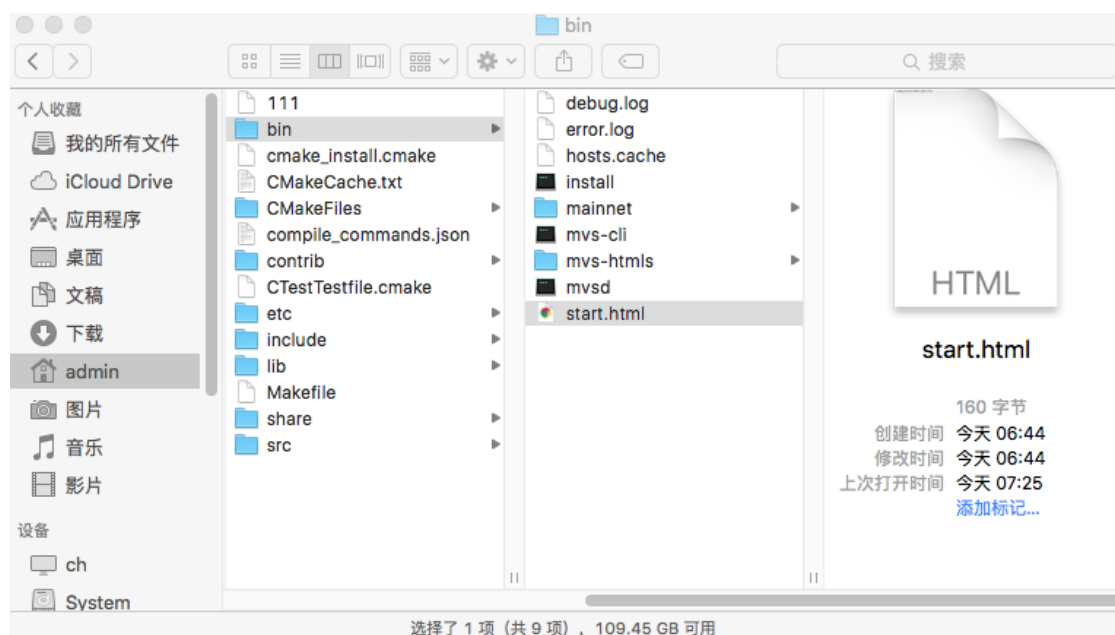 bin
搜索
个人收藏
我的所有文件
iCloud Drive
应用程序
桌面
文稿
下载
admin
图片
音乐
影片
设备
ch
System
111
bin
cmake_install.cmake
CMakeCache.txt
CMakeFiles
compile_commands.json
contrib
CTestTestfile.cmake
etc
include
lib
Makefile
share
src
debug.log
error.log
hosts.cache
install
mainnet
mvs-cli
mvs-htmls
mvsd
start.html
HTML
start.html
160 字节
创建时间 今天 06:44
修改时间 今天 06:44
上次打开时间 今天 07:25
添加标记...
选择了 1 项（共 9 项），109.45 GB 可用